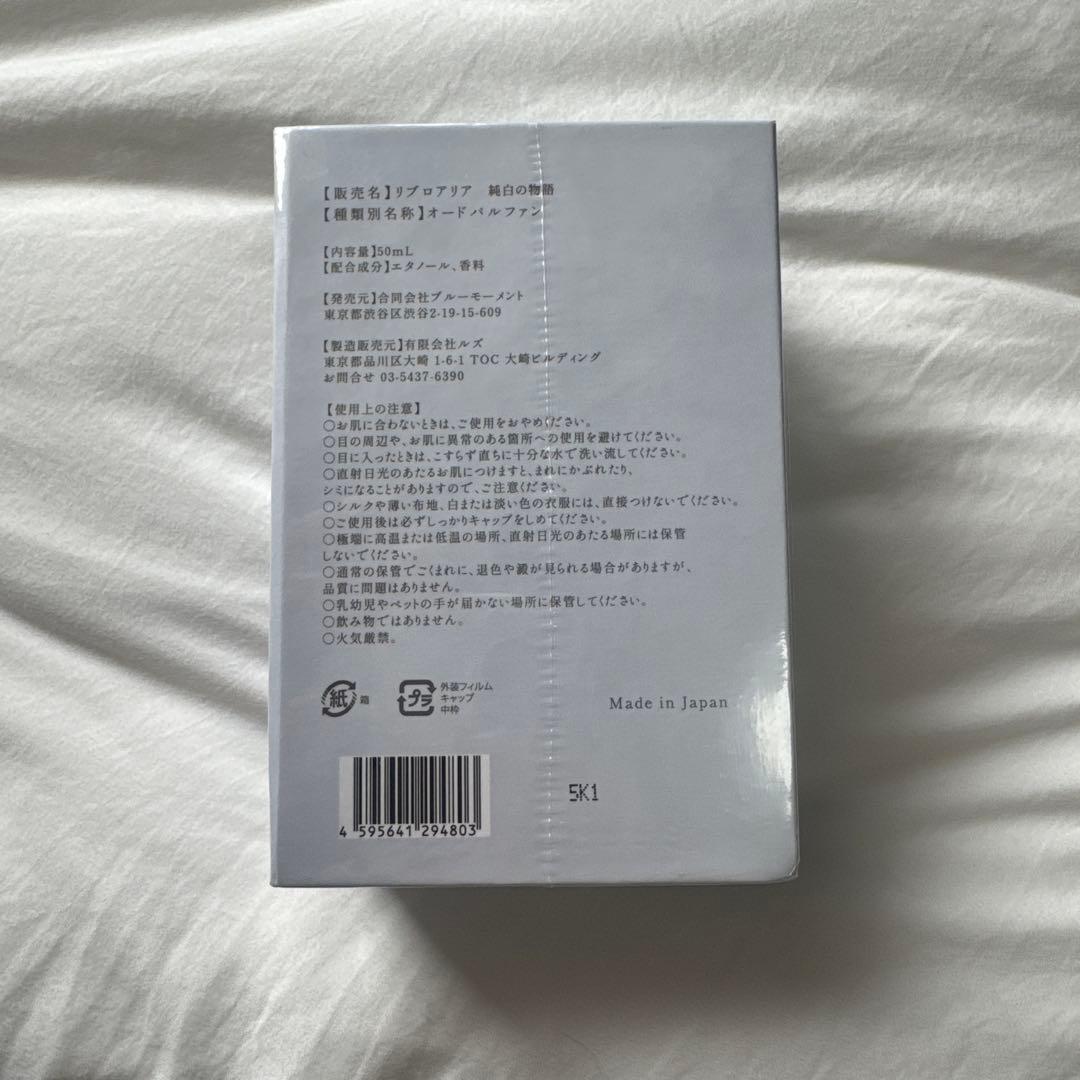 【販売名】リブロアリア 純白の物語
【種類別名称】オードパルファン
【内容量】50mL
【配合成分】エタノール、香料
【発売元】合同会社ブルーモーメント
東京都渋谷区渋谷2-19-15-609
【製造販売元】有限会社ルズ
東京都品川区大崎 1-6-1 TOC 大崎ビルディング
お問合せ 03-5437-6390
【使用上の注意】
○お肌に合わないときは、ご使用をおやめください。
○目の周辺や、お肌に異常のある箇所への使用を避けてください。
○目に入ったときは、こすらず直ちに十分な水で洗い流してください。
○直射日光のあたるお肌につけますと、まれにかぶれたり、
シミになることがありますので、ご注意ください。
○シルクや薄い布地、白または淡い色の衣服には、直接つけないでください。
○ご使用後は必ずしっかりキャップをしめてください。
○極端に高温または低温の場所、直射日光のあたる場所には保管
しないでください。
○通常の保管でごくまれに、退色や澱が見られる場合がありますが、
品質に問題はありません。
○乳幼児やペットの手が届かない場所に保管してください。
○飲み物ではありません。
○火気厳禁。
紙 箱
プラ 外装フィルム
キャップ
中枠
Made in Japan
5K1
4 595641 294803